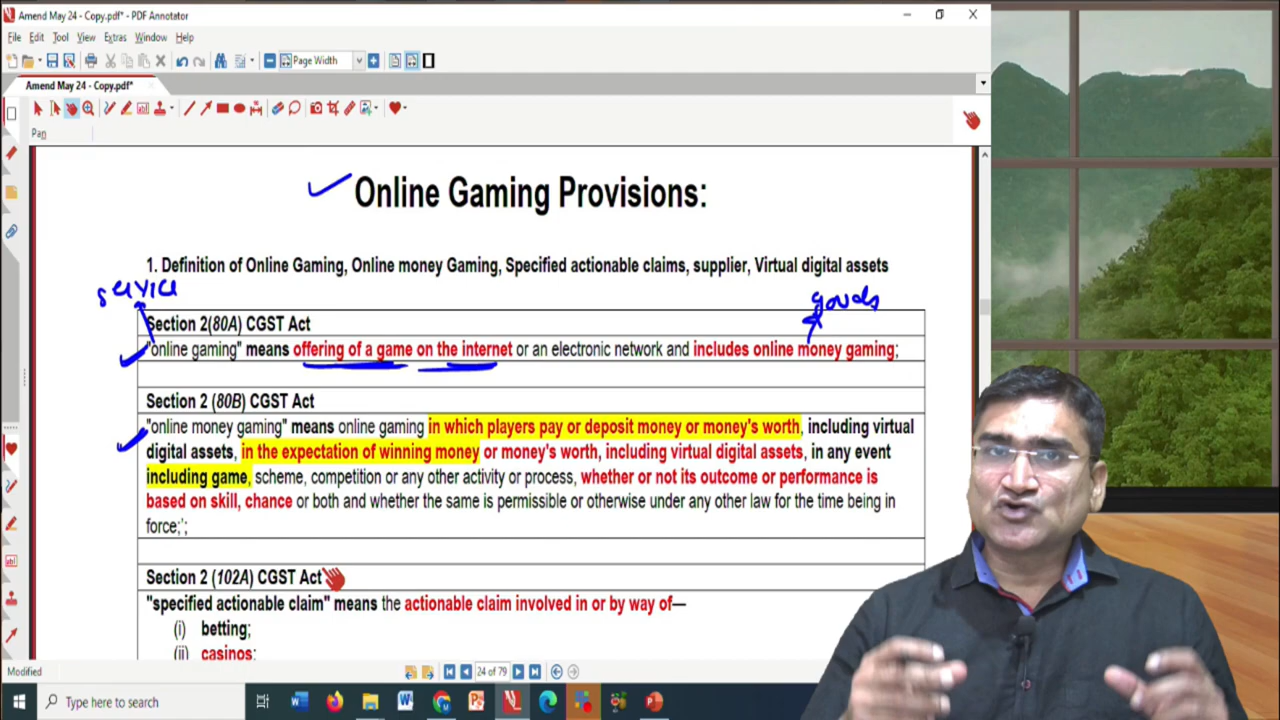 Amend May 24 - Copy.pdf* - PDF Annotator
File Edit Tool View Extras Window Help
Page Width
Amend May 24 - Copy.pdf*
Pan
Online Gaming Provisions:
1. Definition of Online Gaming, Online money Gaming, Specified actionable claims, supplier, Virtual digital assets
service
goods
Section 2(80A) CGST Act
"online gaming" means offering of a game on the internet or an electronic network and includes online money gaming;
Section 2 (80B) CGST Act
"online money gaming" means online gaming in which players pay or deposit money or money's worth, including virtual
digital assets, in the expectation of winning money or money's worth, including virtual digital assets, in any event
including game, scheme, competition or any other activity or process, whether or not its outcome or performance is
based on skill, chance or both and whether the same is permissible or otherwise under any other law for the time being in
force;';
Section 2 (102A) CGST Act
"specified actionable claim" means the actionable claim involved in or by way of—
(i) betting;
(ii) casinos;
Modified
24 of 79
Type here to search